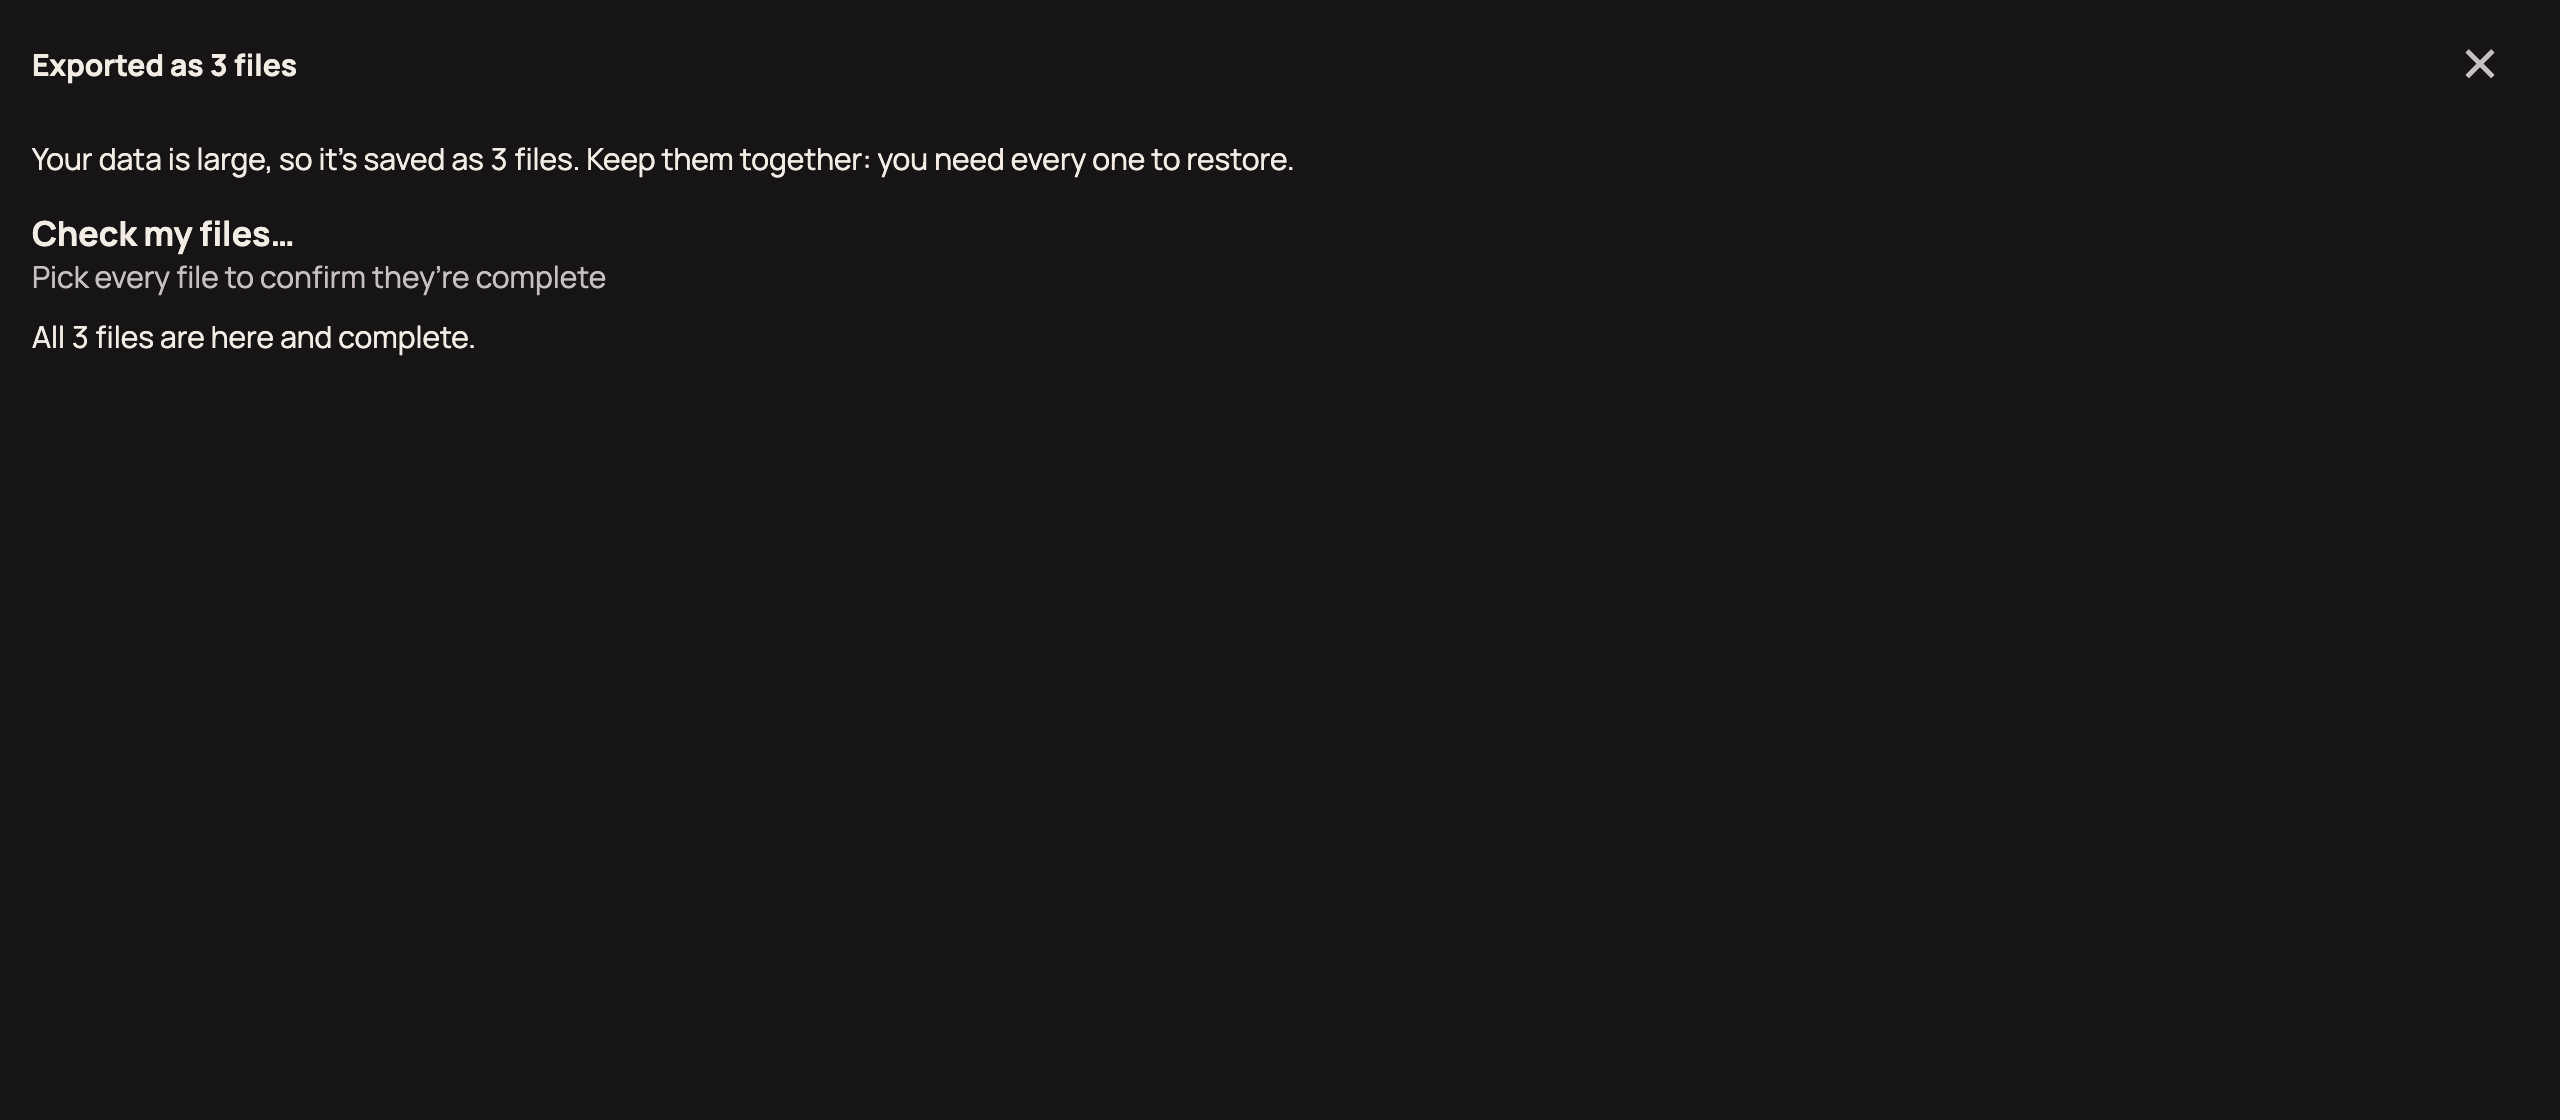 Exported as 3 files
Your data is large, so it’s saved as 3 files. Keep them together: you need every one to restore.
Check my files…
Pick every file to confirm they’re complete
All 3 files are here and complete.